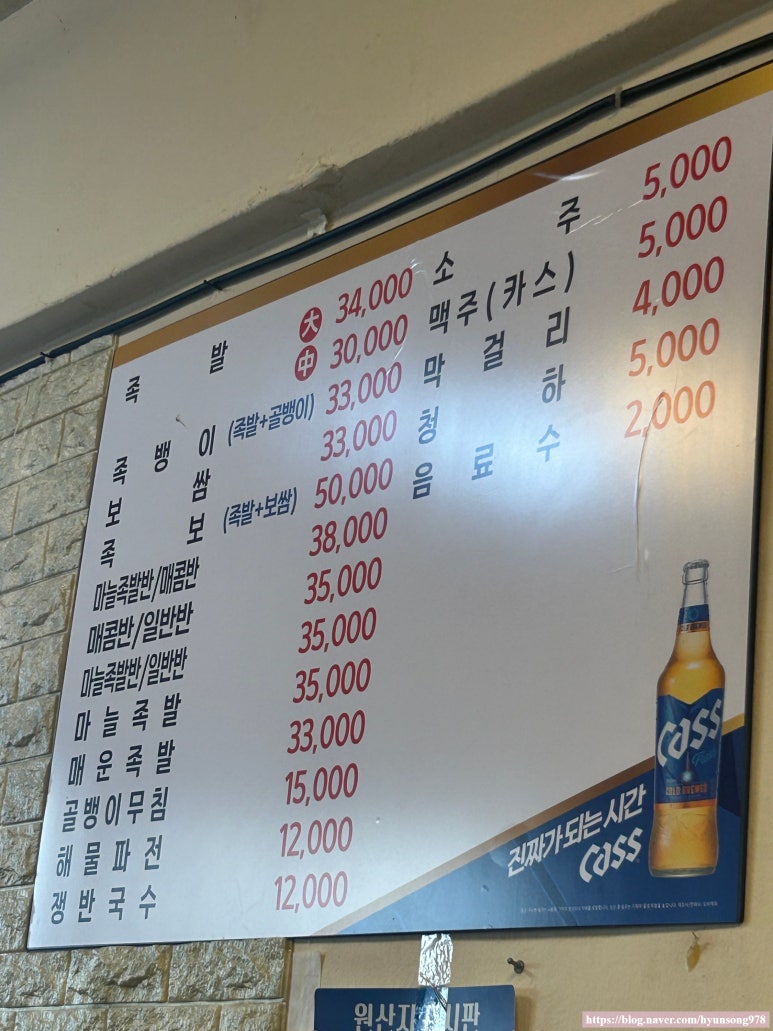 족 발 大 34,000
中 30,000
족 뱅 이 (족발+골뱅이) 33,000
보 쌈 33,000
족 보 (족발+보쌈) 50,000
마늘족발반/매콤반 38,000
매콤반/일반반 35,000
마늘족발반/일반반 35,000
마 늘 족 발 35,000
매 운 족 발 33,000
골 뱅 이 무 침 15,000
해 물 파 전 12,000
쟁 반 국 수 12,000
소 주 5,000
맥 주 ( 카 스 ) 5,000
막 걸 리 4,000
청 하 5,000
음 료 수 2,000
Cass
COLD BREWED
진짜가 되는 시간
Cass
https://blog.naver.com/hyunsong978